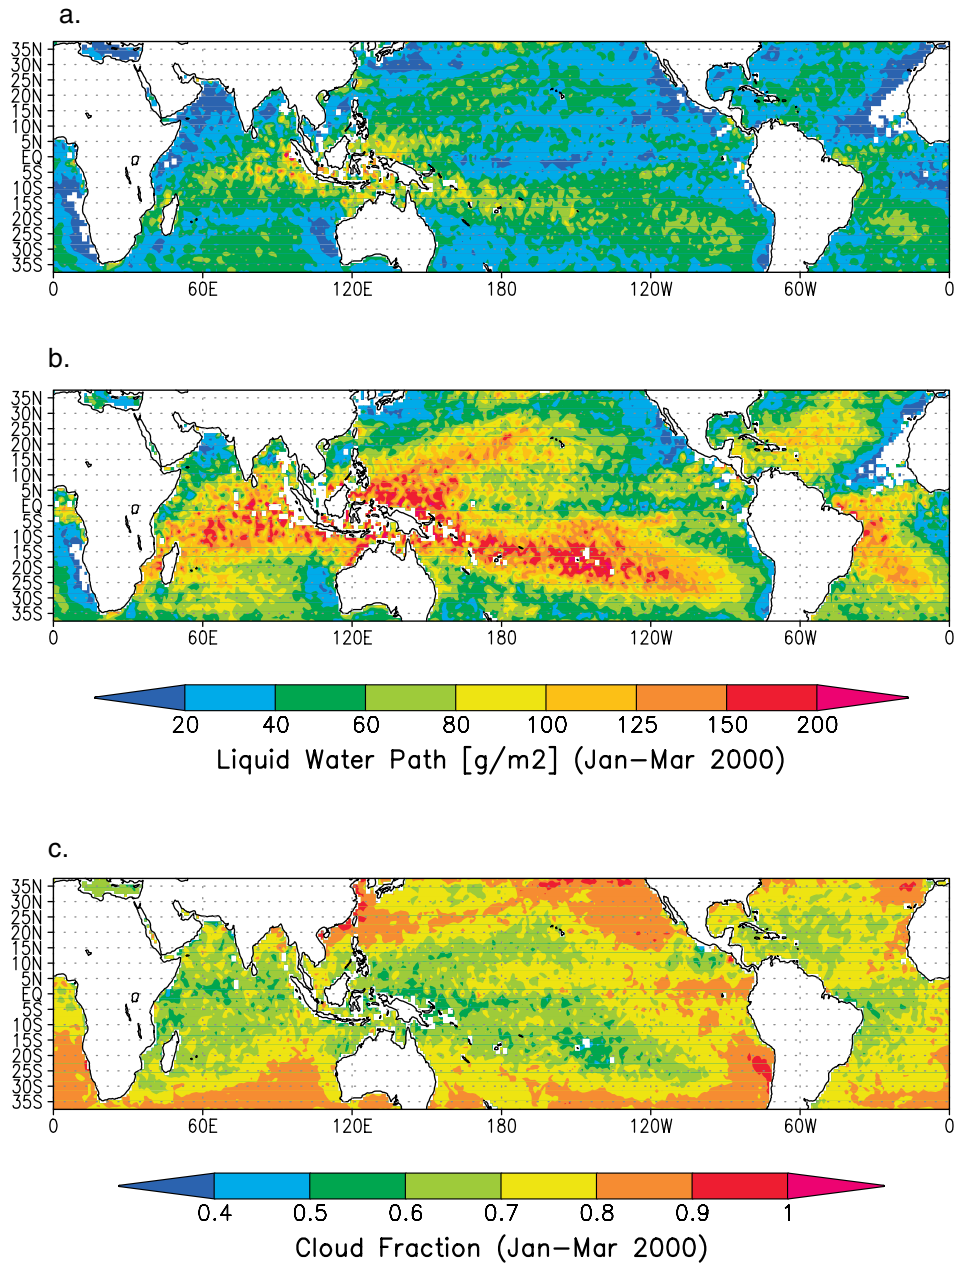 a.
35N
30N
25N
20N
15N
10N
5N
EQ
5S
10S
15S
20S
25S
30S
35S
0 60E 120E 180 120W 60W 0
b.
35N
30N
25N
20N
15N
10N
5N
EQ
5S
10S
15S
20S
25S
30S
35S
0 60E 120E 180 120W 60W 0
20 40 60 80 100 125 150 200
Liquid Water Path [g/m2] (Jan-Mar 2000)
c.
35N
30N
25N
20N
15N
10N
5N
EQ
5S
10S
15S
20S
25S
30S
35S
0 60E 120E 180 120W 60W 0
0.4 0.5 0.6 0.7 0.8 0.9 1
Cloud Fraction (Jan-Mar 2000)